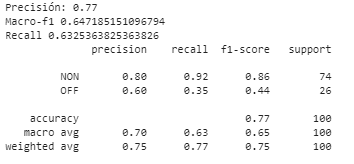 Precisión: 0.77
Macro-f1 0.647185151096794
Recall 0.6325363825363826
precision recall f1-score support
NON 0.80 0.92 0.86 74
OFF 0.60 0.35 0.44 26
accuracy 0.77 100
macro avg 0.70 0.63 0.65 100
weighted avg 0.75 0.77 0.75 100